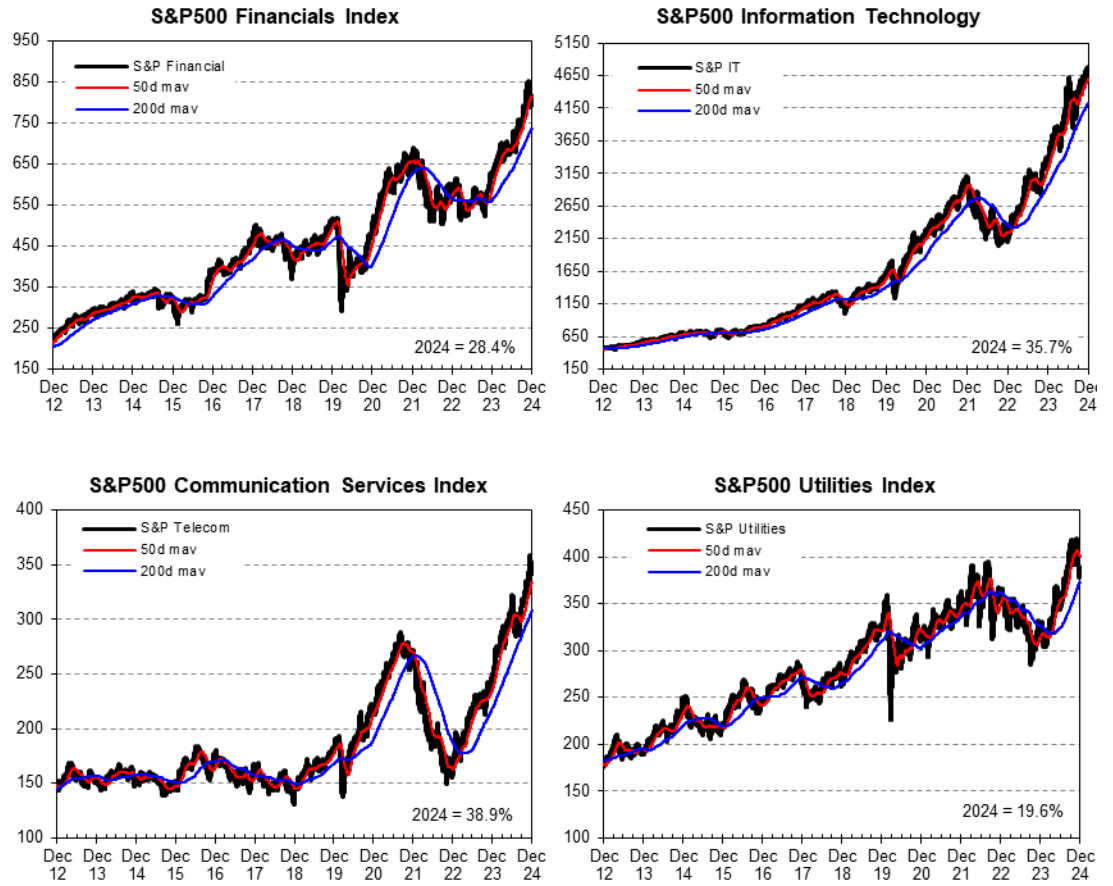 S&P500 Financials Index
950
850
750
650
550
450
350
250
150
S&P Financial
50d mav
200d mav
2024 = 28.4%
Dec Dec Dec Dec Dec Dec Dec Dec Dec Dec Dec Dec Dec
12 13 14 15 16 17 18 19 20 21 22 23 24
S&P500 Information Technology
5150
4650
4150
3650
3150
2650
2150
1650
1150
650
150
S&P IT
50d mav
200d mav
2024 = 35.7%
Dec Dec Dec Dec Dec Dec Dec Dec Dec Dec Dec Dec Dec
12 13 14 15 16 17 18 19 20 21 22 23 24
S&P500 Communication Services Index
400
350
300
250
200
150
100
S&P Telecom
50d mav
200d mav
2024 = 38.9%
Dec Dec Dec Dec Dec Dec Dec Dec Dec Dec Dec Dec Dec
12 13 14 15 16 17 18 19 20 21 22 23 24
S&P500 Utilities Index
450
400
350
300
250
200
150
100
S&P Utilities
50d mav
200d mav
2024 = 19.6%
Dec Dec Dec Dec Dec Dec Dec Dec Dec Dec Dec Dec Dec
12 13 14 15 16 17 18 19 20 21 22 23 24